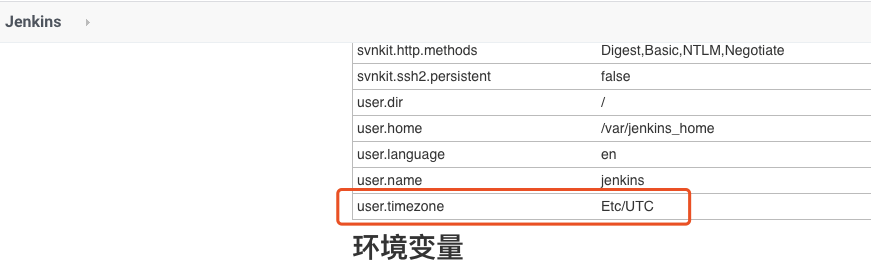 Jenkins
svnkit.http.methods Digest,Basic,NTLM,Negotiate
svnkit.ssh2.persistent false
user.dir /
user.home /var/jenkins_home
user.language en
user.name jenkins
user.timezone Etc/UTC
环境变量